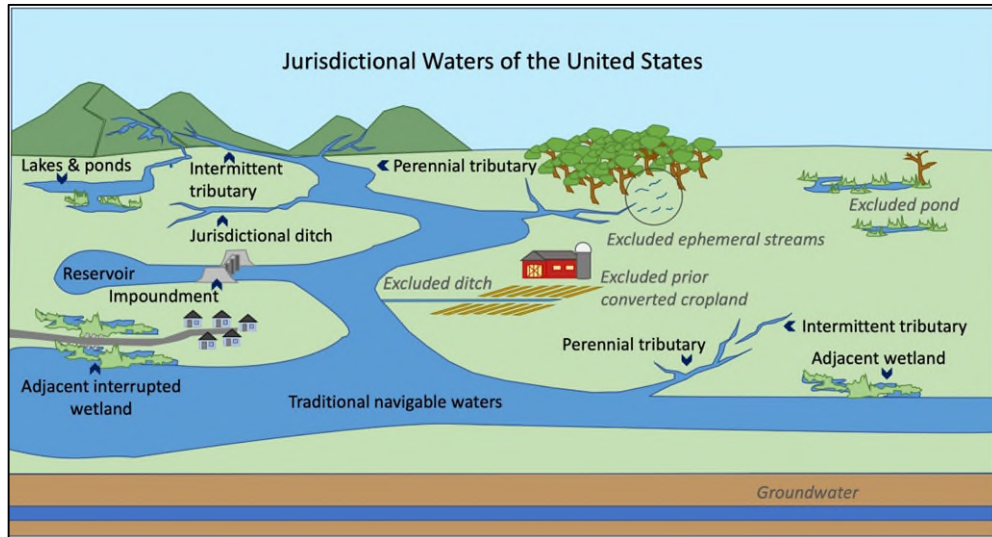 Jurisdictional Waters of the United States
Lakes & ponds
Intermittent
tributary
Perennial tributary
Excluded pond
Jurisdictional ditch
Excluded ephemeral streams
Reservoir
Impoundment
Excluded ditch
Excluded prior
converted cropland
Intermittent tributary
Perennial tributary
Adjacent wetland
Adjacent interrupted
wetland
Traditional navigable waters
Groundwater